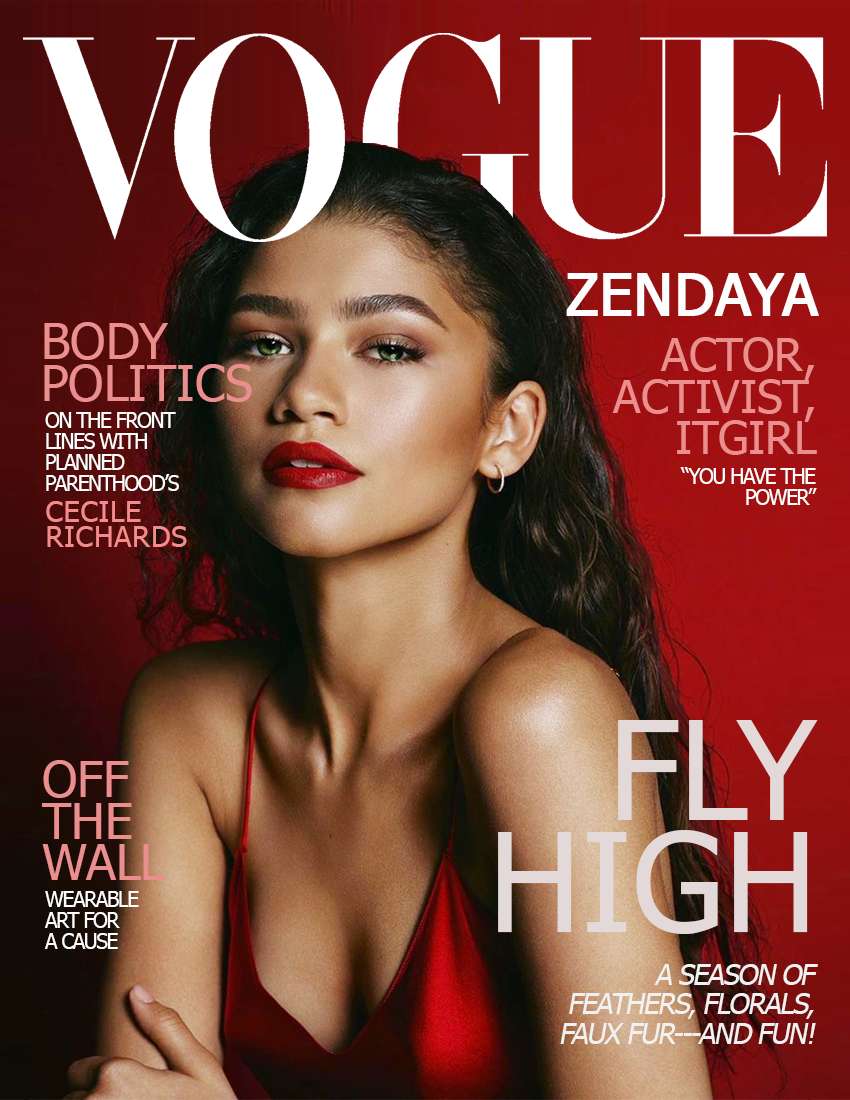 VOGUE
ZENDAYA
ACTOR,
ACTIVIST,
ITGIRL
“YOU HAVE THE
POWER”
BODY
POLITICS
ON THE FRONT
LINES WITH
PLANNED
PARENTHOOD’S
CECILE
RICHARDS
OFF
THE
WALL
WEARABLE
ART FOR
A CAUSE
FLY
HIGH
A SEASON OF
FEATHERS, FLORALS,
FAUX FUR---AND FUN!